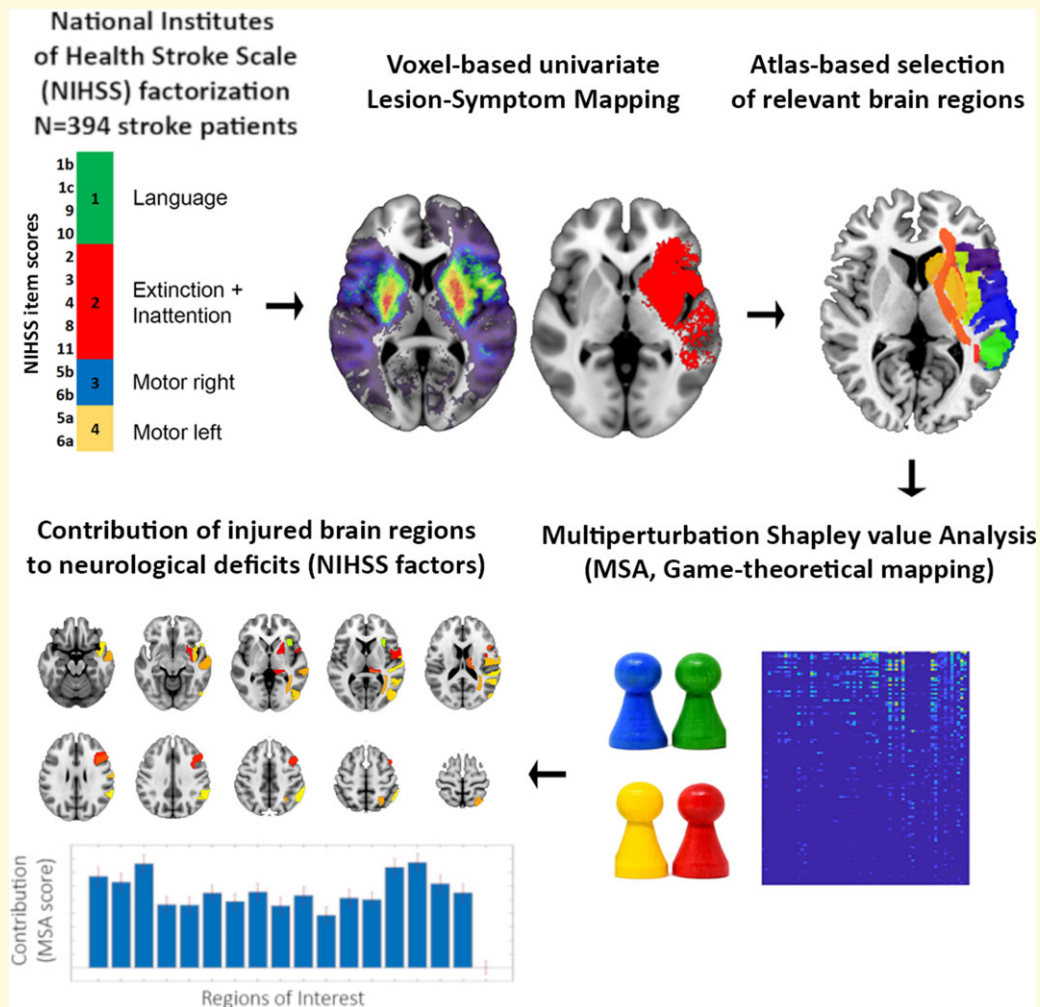 National Institutes
of Health Stroke Scale
(NIHSS) factorization
N=394 stroke patients
Voxel-based univariate
Lesion-Symptom Mapping
Atlas-based selection
of relevant brain regions
NIHSS item scores
1b
1c
9
10
2
3
4
8
11
5b
6b
5a
6a
1
2
3
4
Language
Extinction +
Inattention
Motor right
Motor left
Contribution of injured brain regions
to neurological deficits (NIHSS factors)
Multiperturbation Shapley value Analysis
(MSA, Game-theoretical mapping)
Contribution
(MSA score)
Regions of Interest